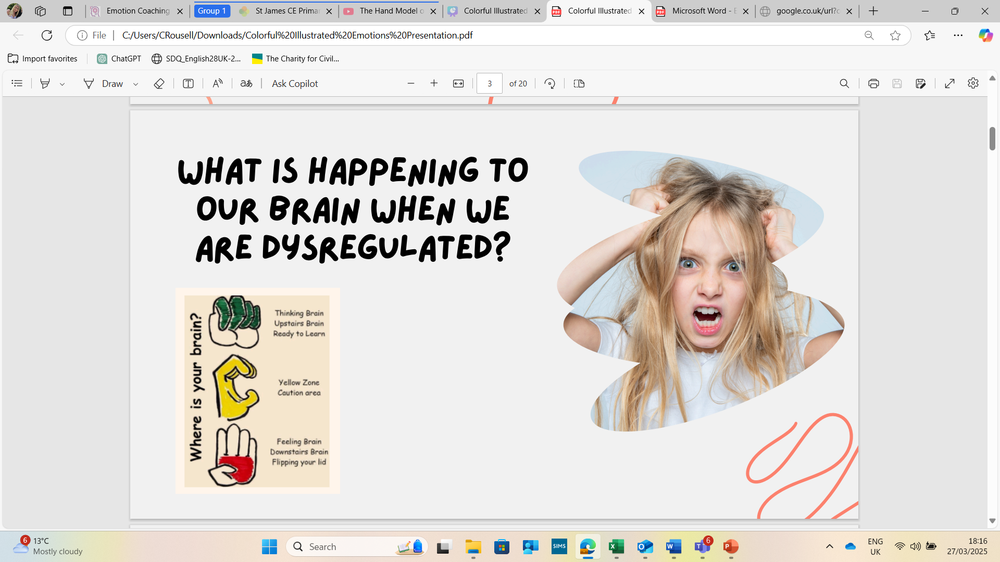 Emotion Coaching
Group 1
St James CE Primar
The Hand Model o
Colorful Illustrated
Colorful Illustrated
Microsoft Word - E
google.co.uk/url?c
File
C:/Users/CRousell/Downloads/Colorful%20Illustrated%20Emotions%20Presentation.pdf
Import favorites
ChatGPT
SDQ_English28UK-2...
The Charity for Civil...
Draw
Ask Copilot
3
of 20
WHAT IS HAPPENING TO
OUR BRAIN WHEN WE
ARE DYSREGULATED?
Where is your brain?
Thinking Brain
Upstairs Brain
Ready to Learn
Yellow Zone
Caution area
Feeling Brain
Downstairs Brain
Flipping your lid
6
13°C
Mostly cloudy
Search
SIMS
6
ENG
UK
18:16
27/03/2025